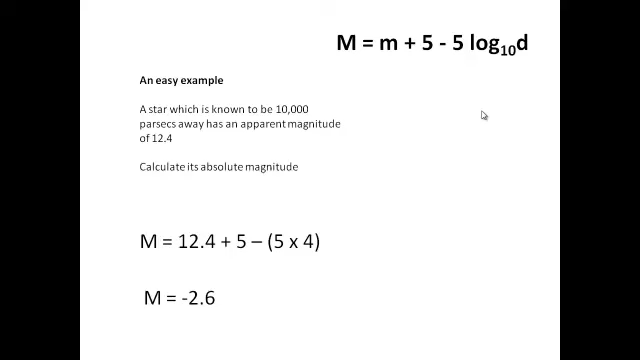 M = m + 5 - 5 log₁₀d
An easy example
A star which is known to be 10,000
parsecs away has an apparent magnitude
of 12.4
Calculate its absolute magnitude
M = 12.4 + 5 – (5 x 4)
M = -2.6